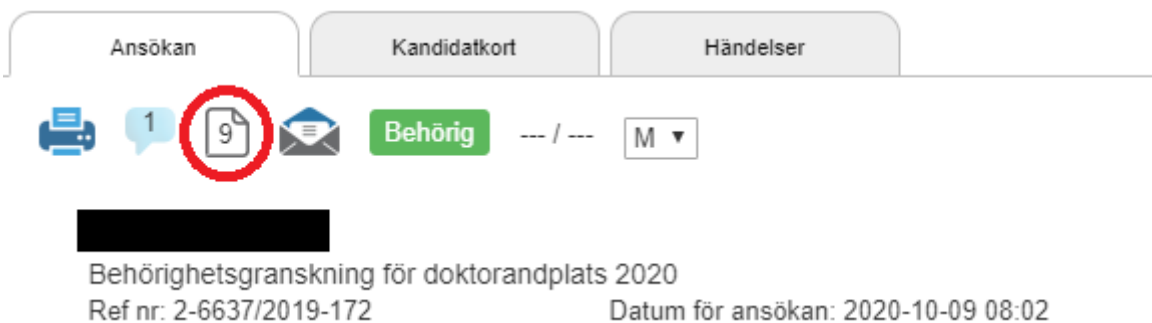 Ansökan Kandidatkort Händelser
1 9 Behörig --- / --- M ▼
Behörighetsgranskning för doktorandplats 2020
Ref nr: 2-6637/2019-172 Datum för ansökan: 2020-10-09 08:02